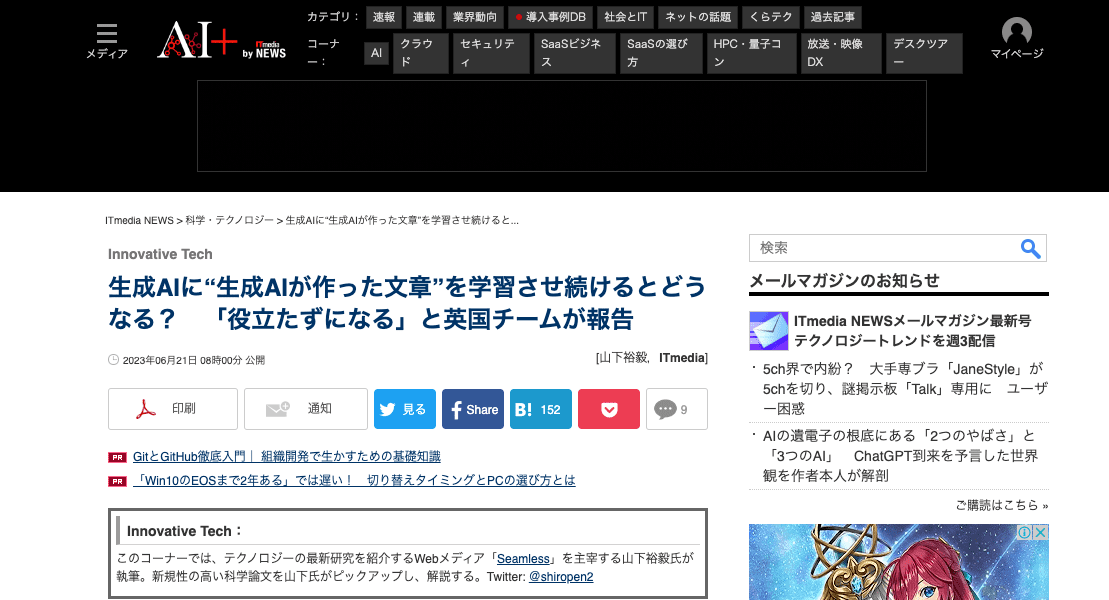 カテゴリ： 速報 連載 業界動向 導入事例DB 社会とIT ネットの話題 くらテク 過去記事
メディア
AI+ by ITmedia NEWS
コーナー： AI クラウド セキュリティ SaaSビジネス SaaSの選び方 HPC・量子コン 放送・映像DX デスクツアー
マイページ
ITmedia NEWS > 科学・テクノロジー > 生成AIに“生成AIが作った文章”を学習させ続けると...
Innovative Tech
生成AIに“生成AIが作った文章”を学習させ続けるとどう
なる？　「役立たずになる」と英国チームが報告
2023年06月21日 08時00分 公開
[山下裕毅, ITmedia]
印刷 通知 見る Share B! 152 9
PR GitとGitHub徹底入門｜ 組織開発で生かすための基礎知識
PR 「Win10のEOSまで2年ある」では遅い！　切り替えタイミングとPCの選び方とは
Innovative Tech：
このコーナーでは、テクノロジーの最新研究を紹介するWebメディア「Seamless」を主宰する山下裕毅氏が
執筆。新規性の高い科学論文を山下氏がピックアップし、解説する。Twitter: @shiropen2
検索
メールマガジンのお知らせ
ITmedia NEWSメールマガジン最新号
テクノロジートレンドを週3配信
・5ch界で内紛？　大手専ブラ「JaneStyle」が
5chを切り、謎掲示板「Talk」専用に　ユーザ
ー困惑
・AIの遺電子の根底にある「2つのやばさ」と
「3つのAI」　ChatGPT到来を予言した世界
観を作者本人が解剖
ご購読はこちら »